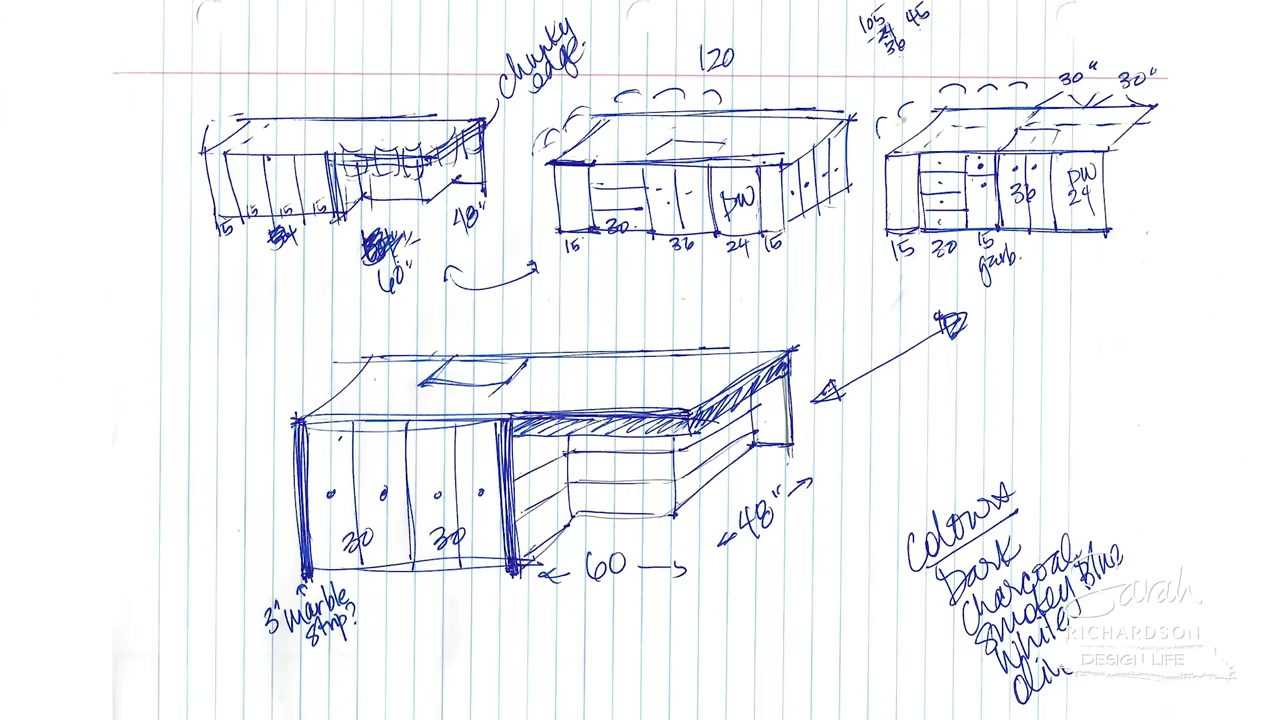 105 45
-24
36
chunky
edge
120
30" 30"
15 15 15 15
60"
48"
DW
15 30 36 24 15
36
DW
24
15 20 15
garb.
30 30
60
48"
3" marble
strip?
Colours
Dark
Charcoal
Smokey Blue
White
Sarah
RICHARDSON
DESIGN LIFE